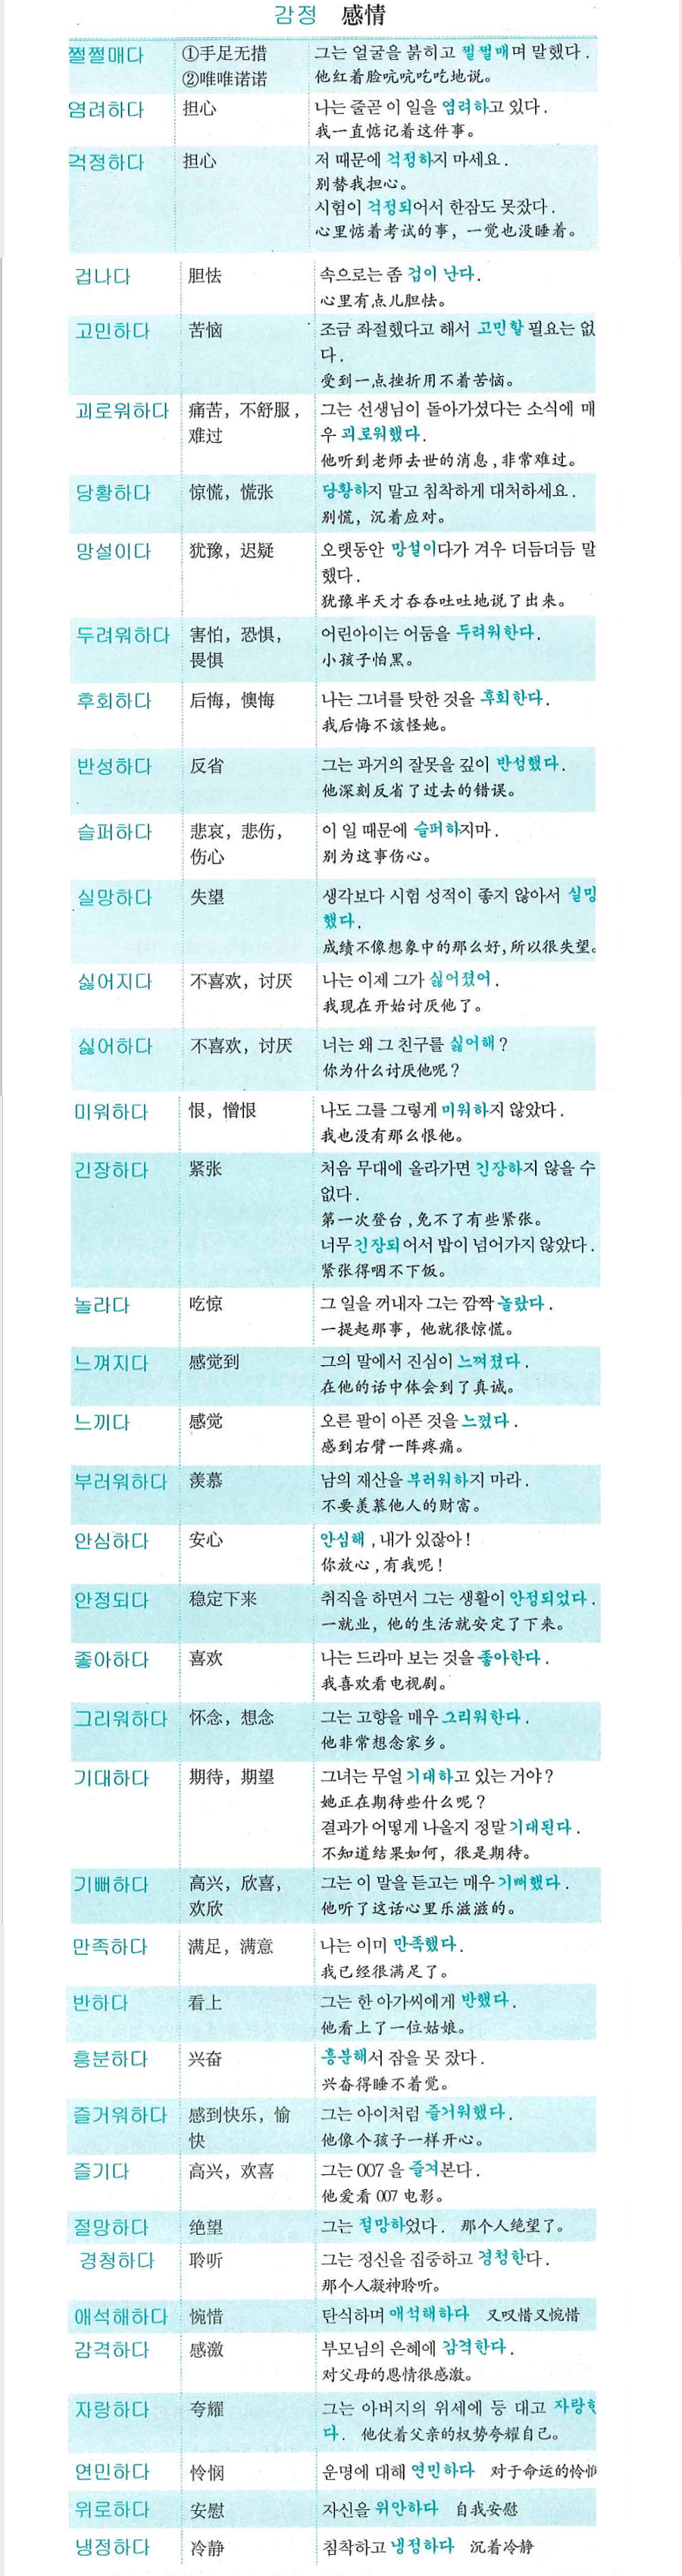 감정 感情
쩔쩔매다 ①手足无措 그는 얼굴을 붉히고 쩔쩔매며 말했다.
②唯唯诺诺 他红着脸吭吭吃吃地说。
염려하다 担心 나는 줄곧 이 일을 염려하고 있다.
我一直惦记着这件事。
걱정하다 担心 저 때문에 걱정하지 마세요.
别替我担心。
시험이 걱정되어서 한잠도 못잤다.
心里惦着考试的事，一觉也没睡着。
겁나다 胆怯 속으로는 좀 겁이 난다.
心里有点儿胆怯。
고민하다 苦恼 조금 좌절했다고 해서 고민할 필요는 없
다.
受到一点挫折用不着苦恼。
괴로워하다 痛苦，不舒服， 그는 선생님이 돌아가셨다는 소식에 매
难过 우 괴로워했다.
他听到老师去世的消息,非常难过。
당황하다 惊慌，慌张 당황하지 말고 침착하게 대처하세요.
别慌，沉着应对。
망설이다 犹豫，迟疑 오랫동안 망설이다가 겨우 더듬더듬 말
했다.
犹豫半天才吞吞吐吐地说了出来。
두려워하다 害怕，恐惧， 어린아이는 어둠을 두려워한다.
畏惧 小孩子怕黑。
후회하다 后悔，懊悔 나는 그녀를 탓한 것을 후회한다.
我后悔不该怪她。
반성하다 反省 그는 과거의 잘못을 깊이 반성했다.
他深刻反省了过去的错误。
슬퍼하다 悲哀，悲伤， 이 일 때문에 슬퍼하지마.
伤心 别为这事伤心。
실망하다 失望 생각보다 시험 성적이 좋지 않아서 실망
했다.
成绩不像想象中的那么好,所以很失望。
싫어지다 不喜欢，讨厌 나는 이제 그가 싫어졌어.
我现在开始讨厌他了。
싫어하다 不喜欢，讨厌 너는 왜 그 친구를 싫어해?
你为什么讨厌他呢?
미워하다 恨，憎恨 나도 그를 그렇게 미워하지 않았다.
我也没有那么恨他。
긴장하다 紧张 처음 무대에 올라가면 긴장하지 않을 수
없다.
第一次登台,免不了有些紧张。
너무 긴장되어서 밥이 넘어가지 않았다.
紧张得咽不下饭。
놀라다 吃惊 그 일을 꺼내자 그는 깜짝 놀랐다.
一提起那事，他就很惊慌。
느껴지다 感觉到 그의 말에서 진심이 느껴졌다.
在他的话中体会到了真诚。
느끼다 感觉 오른 팔이 아픈 것을 느꼈다.
感到右臂一阵疼痛。
부러워하다 羡慕 남의 재산을 부러워하지 마라.
不要羡慕他人的财富。
안심하다 安心 안심해,내가 있잖아!
你放心,有我呢!
안정되다 稳定下来 취직을 하면서 그는 생활이 안정되었다.
一就业，他的生活就安定了下来。
좋아하다 喜欢 나는 드라마 보는 것을 좋아한다.
我喜欢看电视剧。
그리워하다 怀念，想念 그는 고향을 매우 그리워한다.
他非常想念家乡。
기대하다 期待，期望 그녀는 무얼 기대하고 있는 거야?
她正在期待些什么呢?
결과가 어떻게 나올지 정말 기대된다.
不知道结果如何，很是期待。
기뻐하다 高兴，欣喜， 그는 이 말을 듣고는 매우 기뻐했다.
欢欣 他听了这话心里乐滋滋的。
만족하다 满足，满意 나는 이미 만족했다.
我已经很满足了。
반하다 看上 그는 한 아가씨에게 반했다.
他看上了一位姑娘。
흥분하다 兴奋 흥분해서 잠을 못 잤다.
兴奋得睡不着觉。
즐거워하다 感到快乐，愉 그는 아이처럼 즐거워했다.
快 他像个孩子一样开心。
즐기다 高兴，欢喜 그는 007 을 즐겨본다.
他爱看 007 电影。
절망하다 绝望 그는 절망하었다. 那个人绝望了。
경청하다 聆听 그는 정신을 집중하고 경청한다.
那个人凝神聆听。
애석해하다 惋惜 탄식하며 애석해하다 又叹惜又惋惜
감격하다 感激 부모님의 은혜에 감격한다.
对父母的恩情很感激。
자랑하다 夸耀 그는 아버지의 위세에 등 대고 자랑한
다. 他仗着父亲的权势夸耀自己。
연민하다 怜悯 운명에 대해 연민하다 对于命运的怜悯
위로하다 安慰 자신을 위안하다 自我安慰
냉정하다 冷静 침착하고 냉정하다 沉着冷静